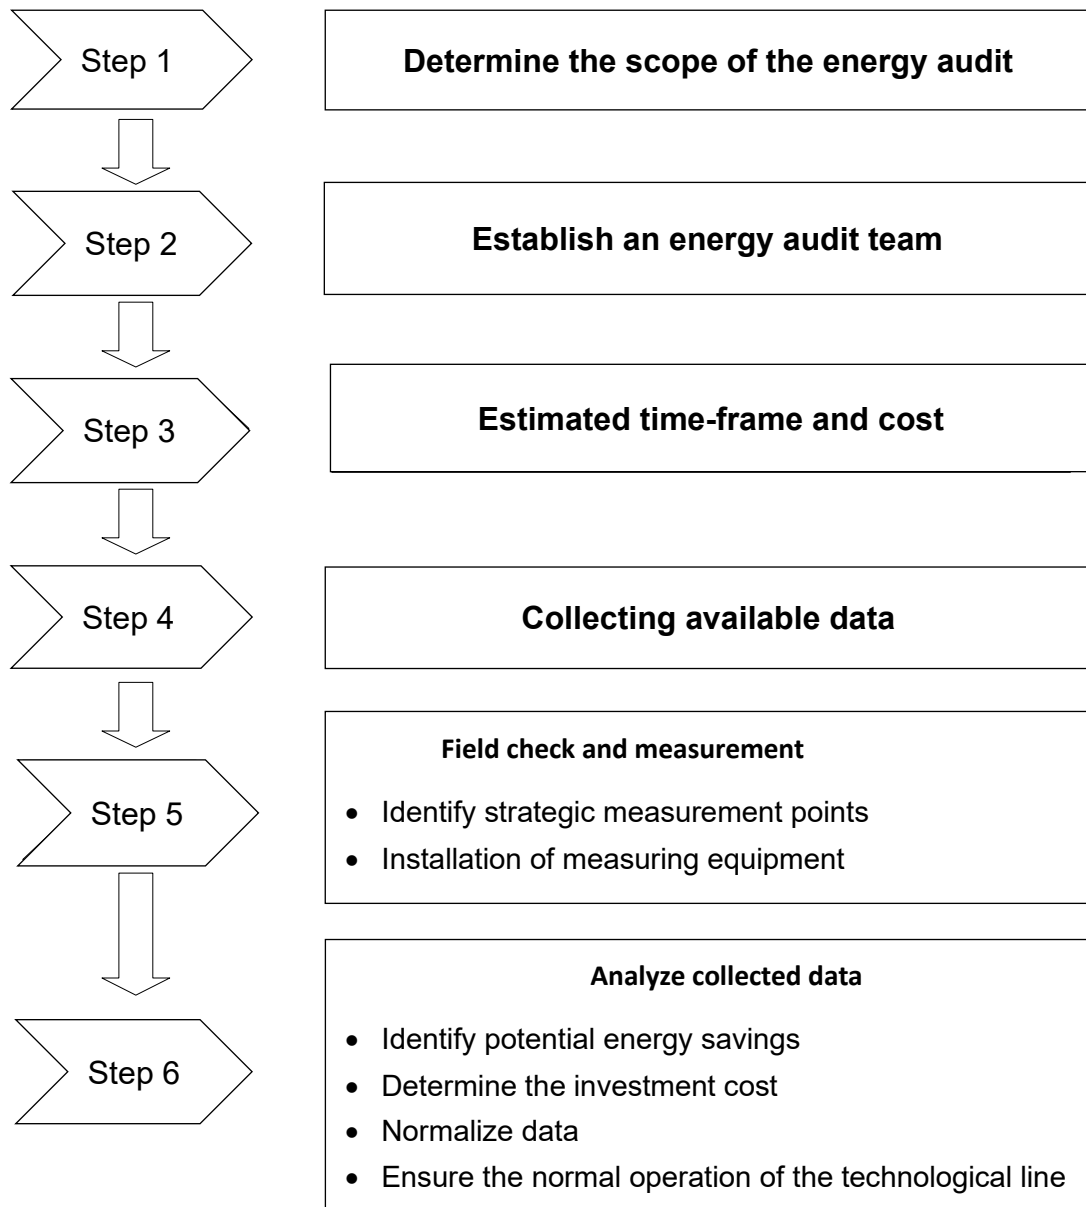 Step 1
Determine the scope of the energy audit
Step 2
Establish an energy audit team
Step 3
Estimated time-frame and cost
Step 4
Collecting available data
Step 5
Field check and measurement
• Identify strategic measurement points
• Installation of measuring equipment
Step 6
Analyze collected data
• Identify potential energy savings
• Determine the investment cost
• Normalize data
• Ensure the normal operation of the technological line